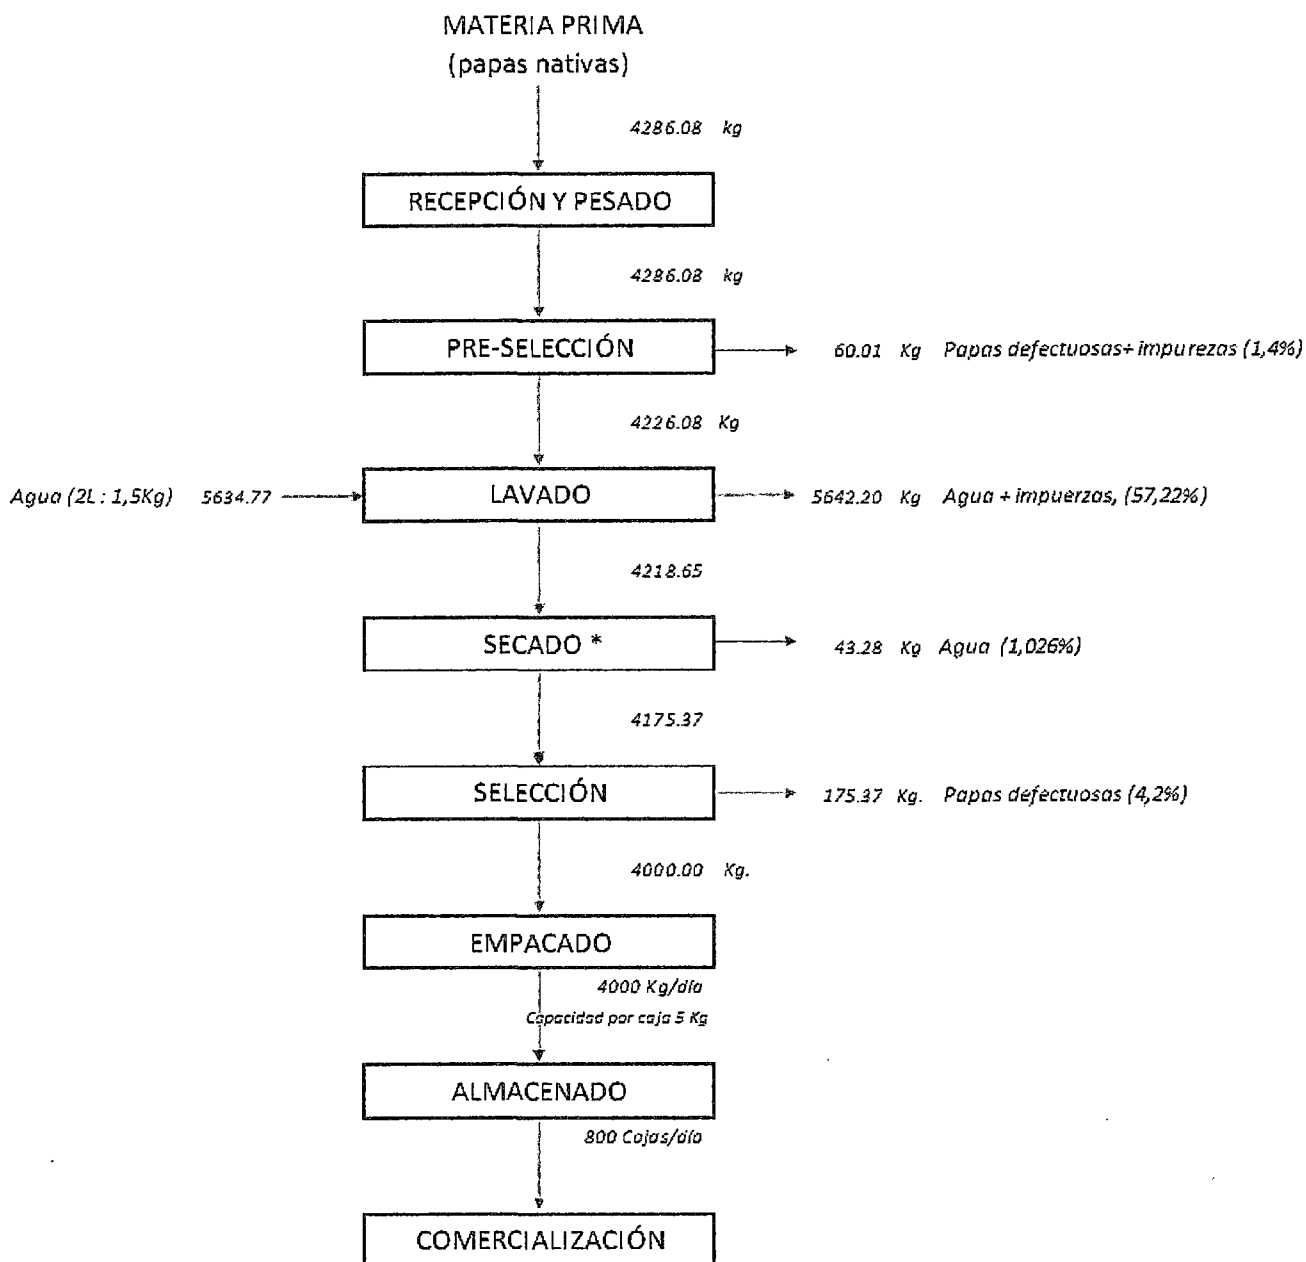 MATERIA PRIMA
(papas nativas)
4286.08 kg
RECEPCIÓN Y PESADO
4286.08 kg
PRE-SELECCIÓN
60.01 Kg Papas defectuosas+ impurezas (1,4%)
4226.08 Kg
Agua (2L : 1,5Kg) 5634.77
LAVADO
5642.20 Kg Agua + impuerzas, (57,22%)
4218.65
SECADO *
43.28 Kg Agua (1,026%)
4175.37
SELECCIÓN
175.37 Kg. Papas defectuosas (4,2%)
4000.00 Kg.
EMPACADO
4000 Kg/día
Capacidad por caja 5 Kg
ALMACENADO
800 Cajas/día
COMERCIALIZACIÓN